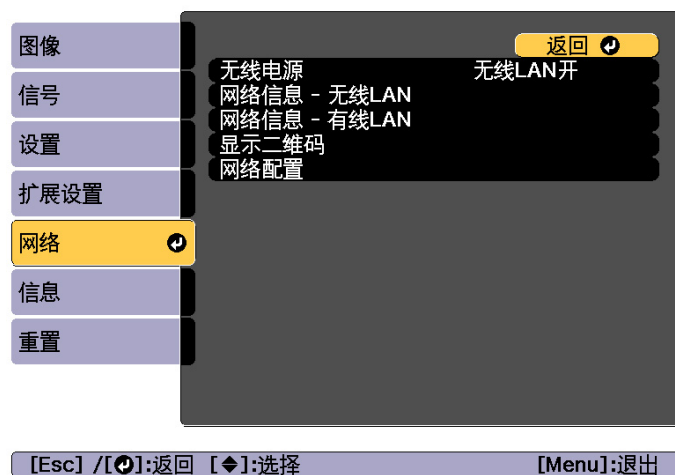 图像
信号
设置
扩展设置
网络
信息
重置
返回
无线电源 无线LAN开
网络信息 - 无线LAN
网络信息 - 有线LAN
显示二维码
网络配置
[Esc] /[]:返回 []:选择 [Menu]:退出